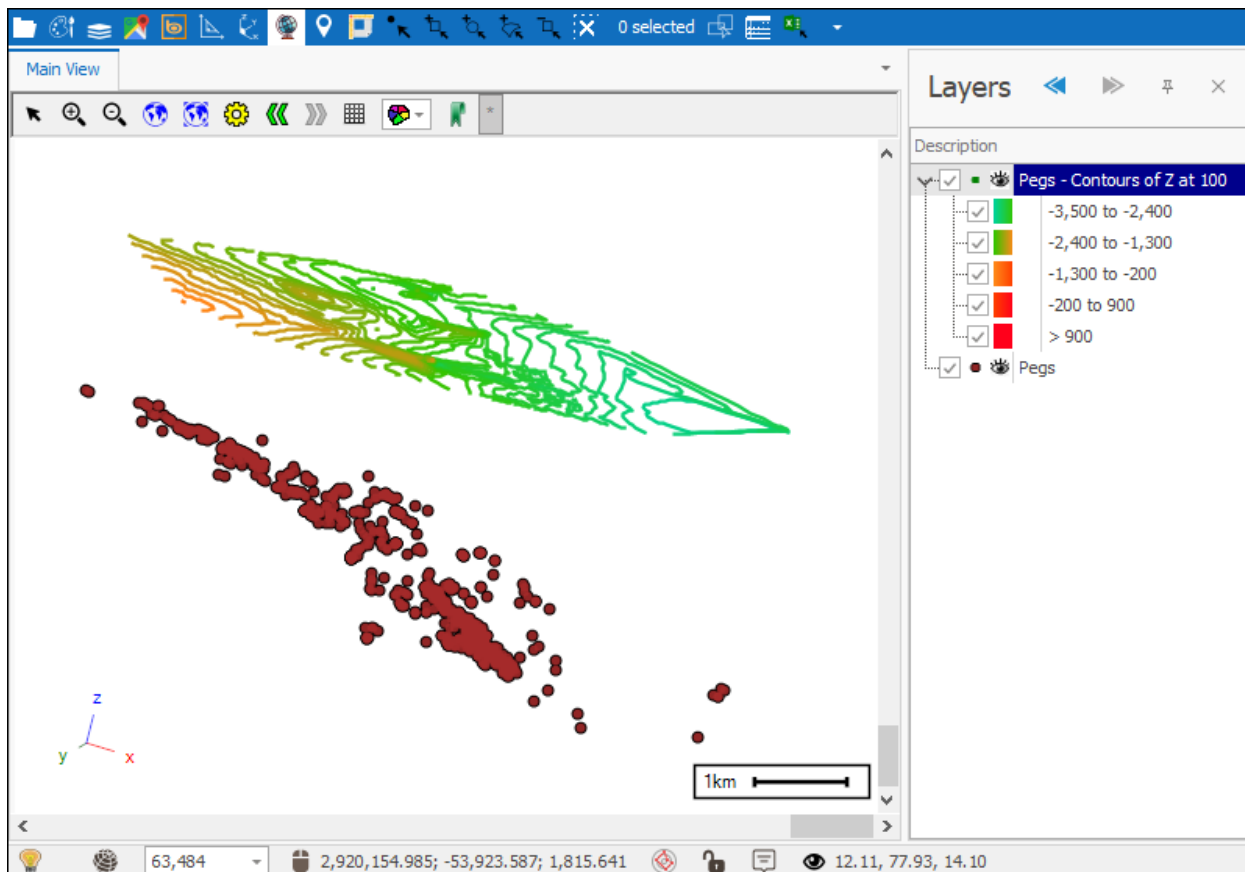 0 selected
Main View
Layers
Description
Pegs - Contours of Z at 100
-3,500 to -2,400
-2,400 to -1,300
-1,300 to -200
-200 to 900
> 900
Pegs
z
y
x
1km
63,484
2,920,154.985; -53,923.587; 1,815.641
12.11, 77.93, 14.10